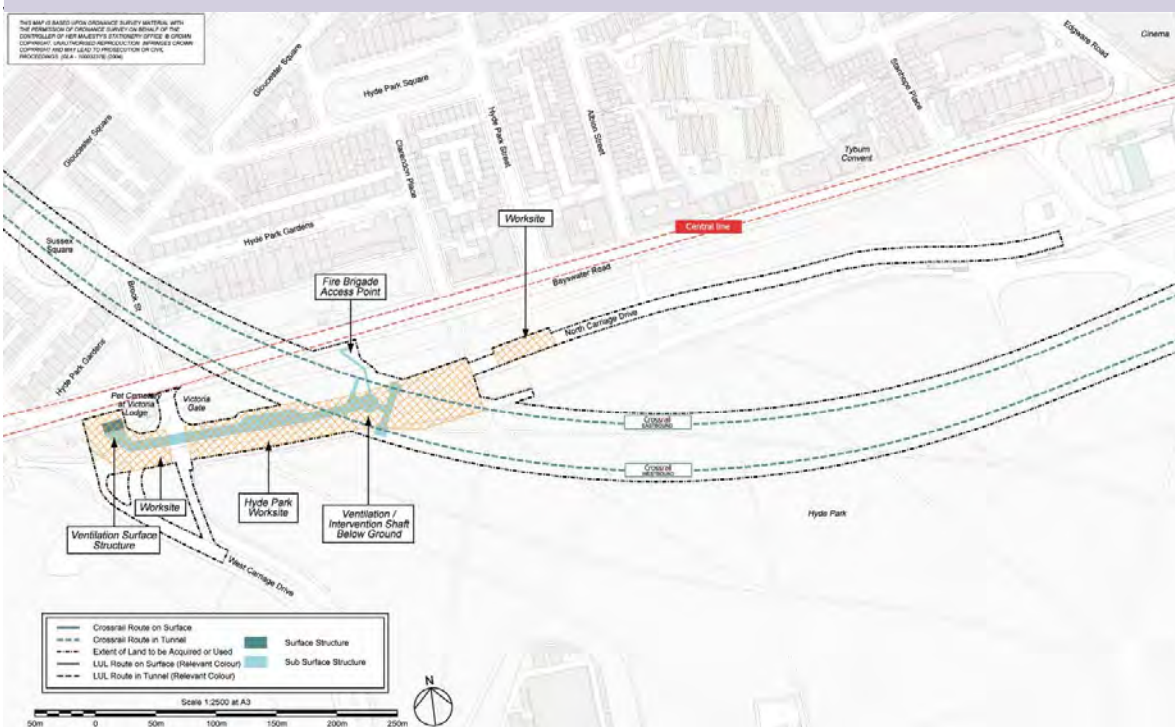 THIS MAP IS BASED UPON ORDNANCE SURVEY MATERIAL WITH
THE PERMISSION OF ORDNANCE SURVEY ON BEHALF OF THE
CONTROLLER OF HER MAJESTY'S STATIONERY OFFICE © CROWN
COPYRIGHT. UNAUTHORISED REPRODUCTION INFRINGES CROWN
COPYRIGHT AND MAY LEAD TO PROSECUTION OR CIVIL
PROCEEDINGS. (GLA - (2004)
Gloucester Square
Hyde Park Square
Edgware Road
Cinema
Stanhope Place
Gloucester Square
Hyde Park Street
Albion Street
Clarendon Place
Tyburn
Convent
Worksite
Central line
Sussex
Square
Hyde Park Gardens
Bayswater Road
Fire Brigade
Access Point
Brook St
North Carriage Drive
Hyde Park Gardens
Pet Cemetery
at Victoria
Lodge
Victoria
Gate
Crossrail
EASTBOUND
Crossrail
WESTBOUND
Worksite
Hyde Park
Worksite
Ventilation /
Intervention Shaft
Below Ground
Hyde Park
Ventilation Surface
Structure
West Carriage Drive
Crossrail Route on Surface
Crossrail Route in Tunnel
Extent of Land to be Acquired or Used
LUL Route on Surface (Relevant Colour)
LUL Route in Tunnel (Relevant Colour)
Surface Structure
Sub Surface Structure
Scale 1:2500 at A3
50m 0 50m 100m 150m 200m 250m
N